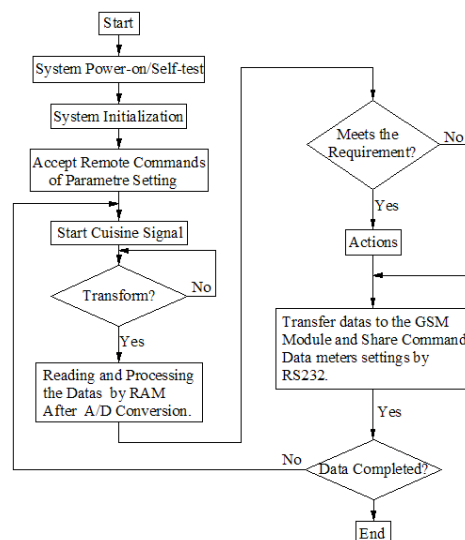 Start
System Power-on/Self-test
System Initialization
Accept Remote Commands
of Parametre Setting
Start Cuisine Signal
Transform?
No
Yes
Reading and Processing
the Datas by RAM
After A/D Conversion.
Meets the
Requirement?
No
Yes
Actions
Transfer datas to the GSM
Module and Share Command
Data meters settings by
RS232.
Yes
Data Completed?
No
Yes
End